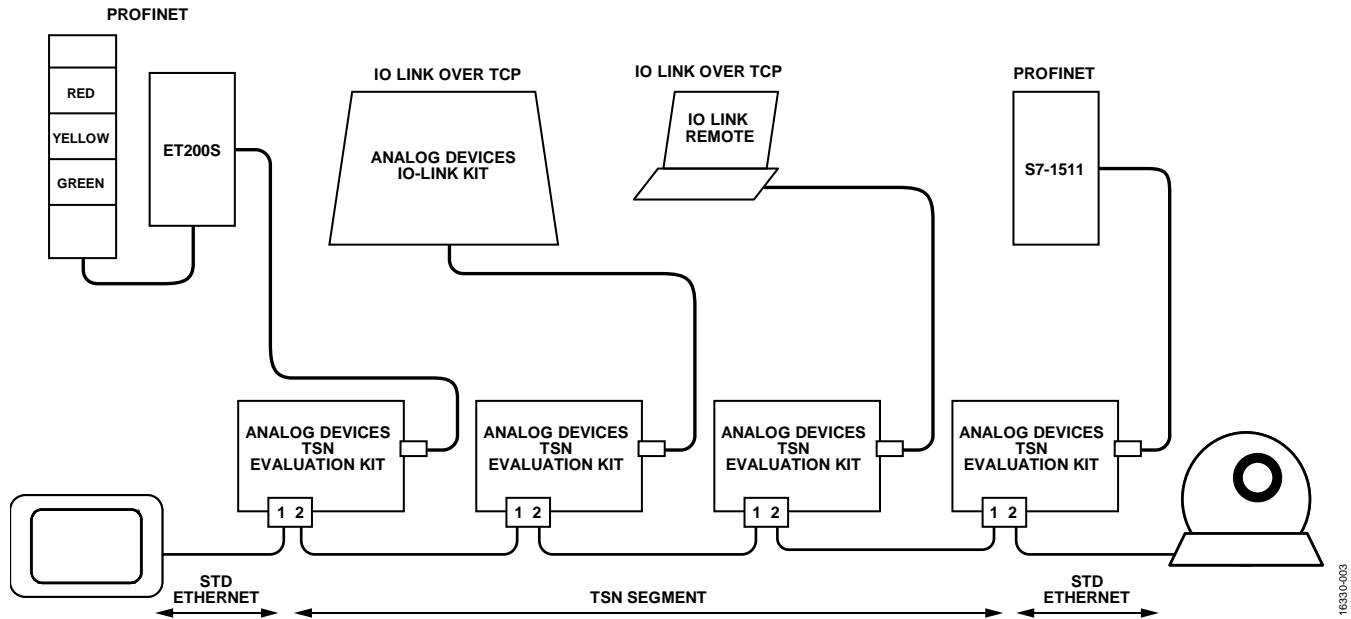 PROFINET
RED
YELLOW
GREEN
ET200S
IO LINK OVER TCP
ANALOG DEVICES
IO-LINK KIT
IO LINK OVER TCP
IO LINK
REMOTE
PROFINET
S7-1511
ANALOG DEVICES
TSN
EVALUATION KIT
1 2
ANALOG DEVICES
TSN
EVALUATION KIT
1 2
ANALOG DEVICES
TSN
EVALUATION KIT
1 2
ANALOG DEVICES
TSN
EVALUATION KIT
1 2
STD
ETHERNET
TSN SEGMENT
STD
ETHERNET
16330-003